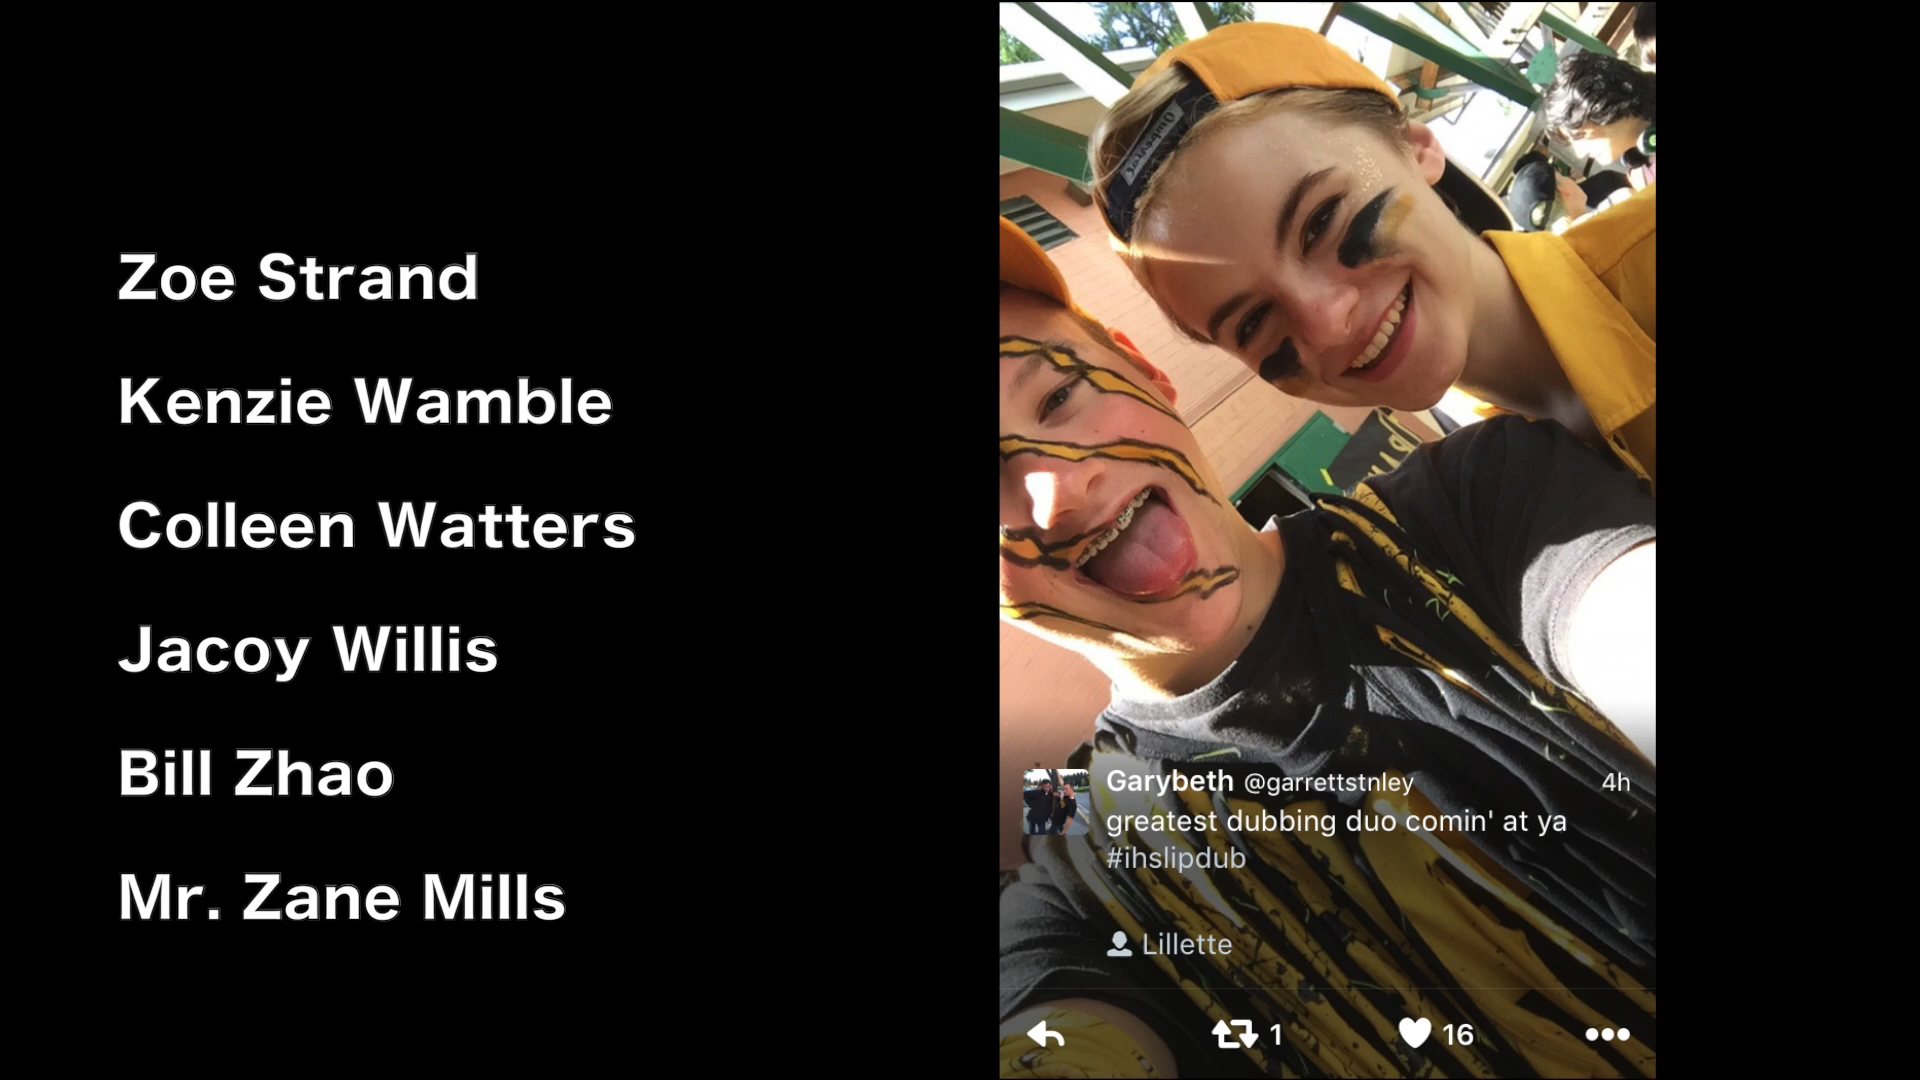 Zoe Strand
Kenzie Wamble
Colleen Watters
Jacoy Willis
Bill Zhao
Mr. Zane Mills
Garybeth @garrettstnley 4h
greatest dubbing duo comin' at ya
#ihslipdub
Lillette
1 16